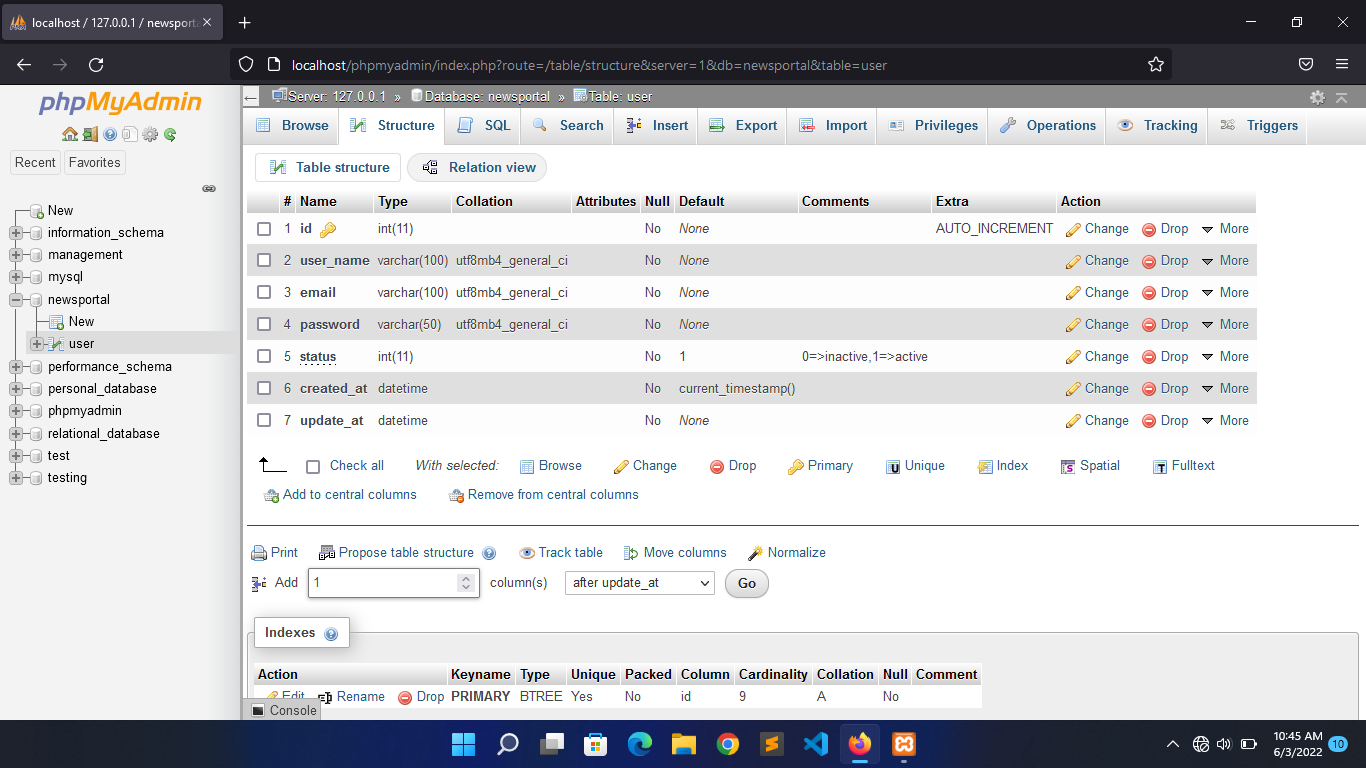 localhost / 127.0.0.1 / newsporta
localhost/phpmyadmin/index.php?route=/table/structure&server=1&db=newsportal&table=user
phpMyAdmin
Recent Favorites
New
information_schema
management
mysql
newsportal
New
user
performance_schema
personal_database
phpmyadmin
relational_database
test
testing
Server: 127.0.0.1 » Database: newsportal » Table: user
Browse Structure SQL Search Insert Export Import Privileges Operations Tracking Triggers
Table structure Relation view
# Name Type Collation Attributes Null Default Comments Extra Action
1 id int(11) No None AUTO_INCREMENT Change Drop More
2 user_name varchar(100) utf8mb4_general_ci No None Change Drop More
3 email varchar(100) utf8mb4_general_ci No None Change Drop More
4 password varchar(50) utf8mb4_general_ci No None Change Drop More
5 status int(11) No 1 0=>inactive,1=>active Change Drop More
6 created_at datetime No current_timestamp() Change Drop More
7 update_at datetime No None Change Drop More
Check all With selected: Browse Change Drop Primary Unique Index Spatial Fulltext
Add to central columns Remove from central columns
Print Propose table structure Track table Move columns Normalize
Add 1 column(s) after update_at Go
Indexes
Action Keyname Type Unique Packed Column Cardinality Collation Null Comment
Edit Rename Drop PRIMARY BTREE Yes No id 9 A No
Console
10:45 AM
6/3/2022
10